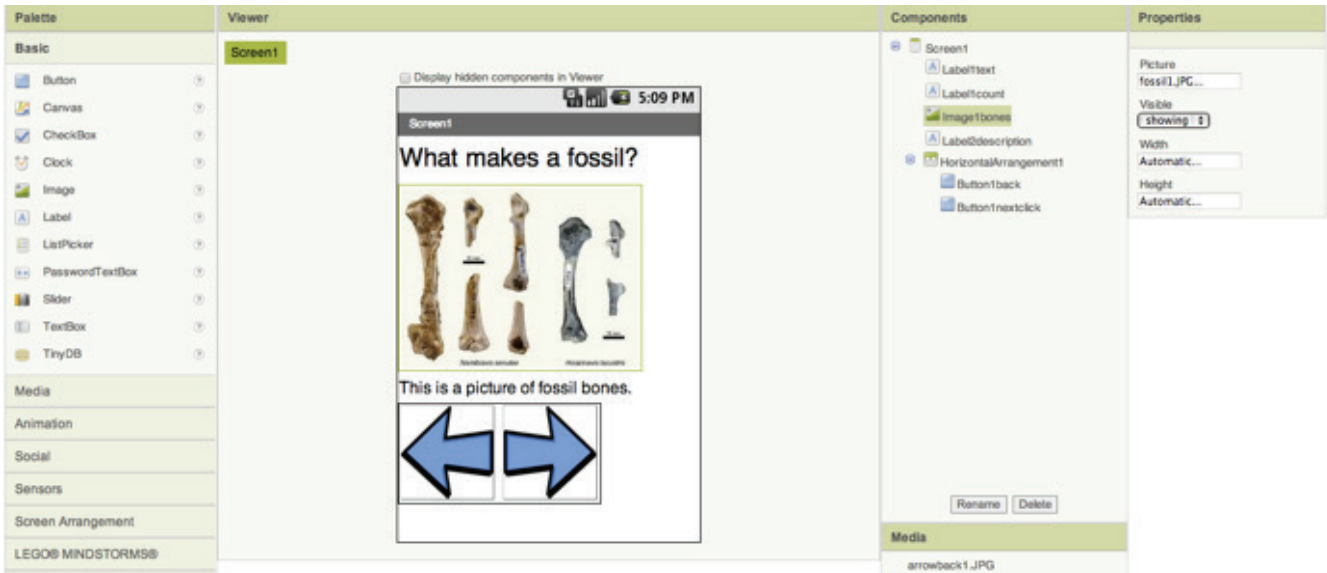 Palette
Basic
Button
Canvas
CheckBox
Clock
Image
Label
ListPicker
PasswordTextBox
Slider
TextBox
TinyDB
Media
Animation
Social
Sensors
Screen Arrangement
LEGO® MINDSTORMS®
Viewer
Screen1
Display hidden components in Viewer
5:09 PM
Screen1
What makes a fossil?
This is a picture of fossil bones.
Components
Screen1
Label1text
Label1count
Image1bones
Label2description
HorizontalArrangement1
Button1back
Button1nextclick
Rename Delete
Media
arrowback1.JPG
Properties
Picture
fossil1.JPG...
Visible
showing
Width
Automatic...
Height
Automatic...